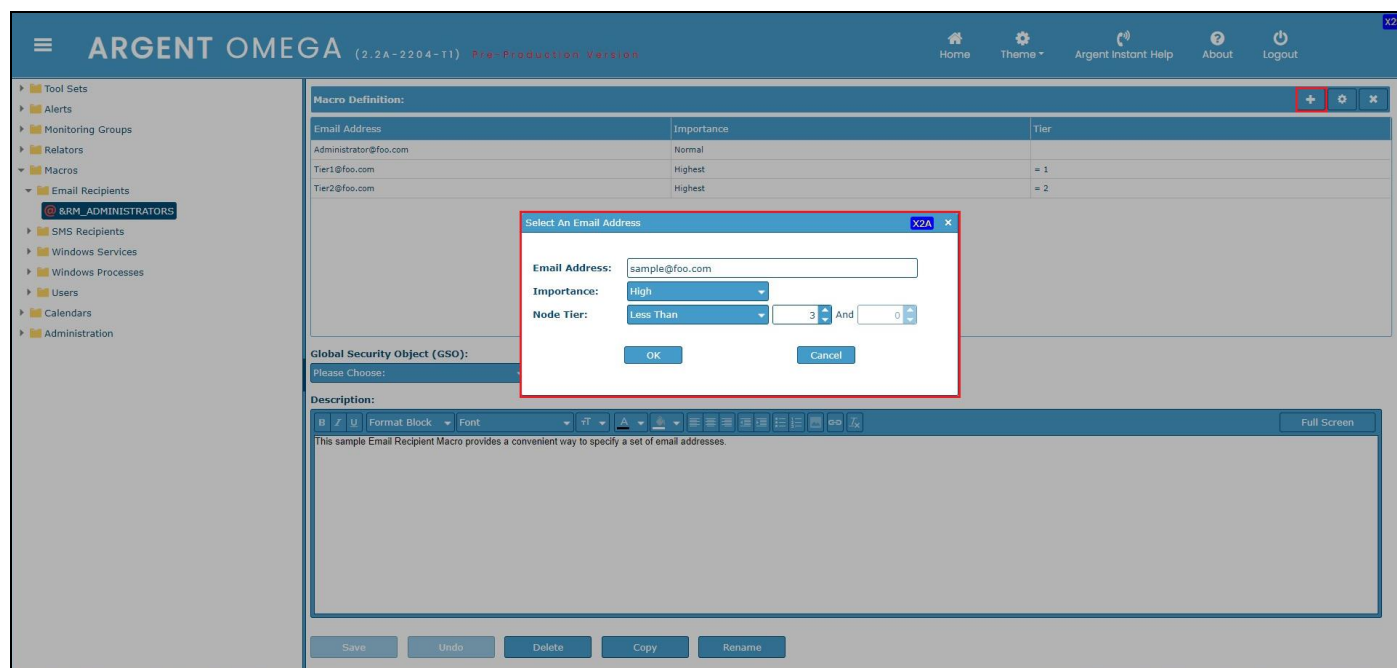 X2
ARGENT OMEGA (2.2A-2204-T1) Pre-Production Version
Home Theme Argent Instant Help About Logout
Tool Sets
Alerts
Monitoring Groups
Relators
Macros
Email Recipients
@ &RM_ADMINISTRATORS
SMS Recipients
Windows Services
Windows Processes
Users
Calendars
Administration
Macro Definition:
Email Address Importance Tier
Administrator@foo.com Normal
Tier1@foo.com Highest = 1
Tier2@foo.com Highest = 2
Select An Email Address X2A ×
Email Address: sample@foo.com
Importance: High
Node Tier: Less Than 3 And 0
OK Cancel
Global Security Object (GSO):
Please Choose:
Description:
B I U Format Block Font Full Screen
This sample Email Recipient Macro provides a convenient way to specify a set of email addresses.
Save Undo Delete Copy Rename